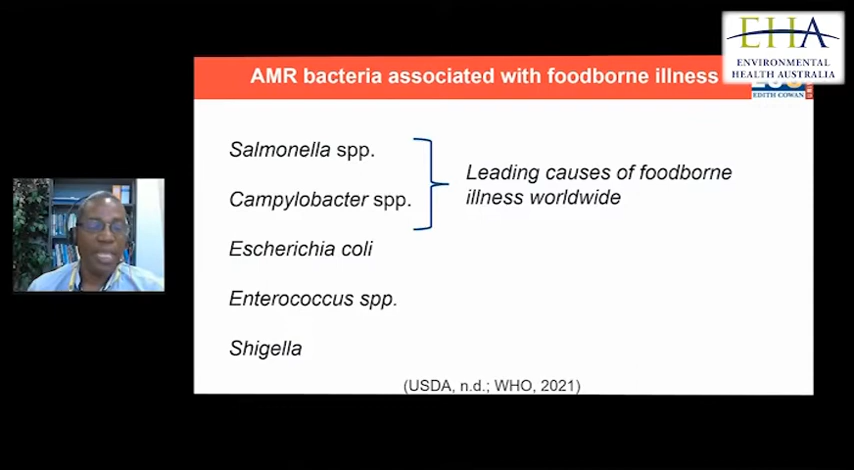 EHA
ENVIRONMENTAL
HEALTH AUSTRALIA
AMR bacteria associated with foodborne illness
EDITH COWAN
Salmonella spp.
Campylobacter spp.
Leading causes of foodborne
illness worldwide
Escherichia coli
Enterococcus spp.
Shigella
(USDA, n.d.; WHO, 2021)